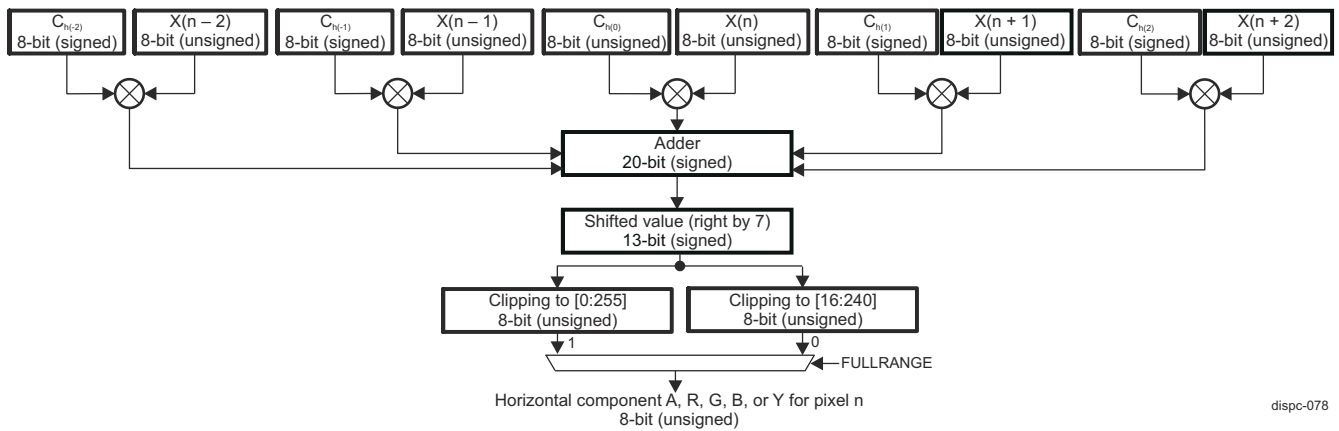 Ch(-2)
8-bit (signed)
X(n – 2)
8-bit (unsigned)
Ch(-1)
8-bit (signed)
X(n – 1)
8-bit (unsigned)
Ch(0)
8-bit (unsigned)
X(n)
8-bit (unsigned)
Ch(1)
8-bit (signed)
X(n + 1)
8-bit (unsigned)
Ch(2)
8-bit (signed)
X(n + 2)
8-bit (unsigned)
Adder
20-bit (signed)
Shifted value (right by 7)
13-bit (signed)
Clipping to [0:255]
8-bit (unsigned)
Clipping to [16:240]
8-bit (unsigned)
1
0
FULLRANGE
Horizontal component A, R, G, B, or Y for pixel n
8-bit (unsigned)
dispc-078